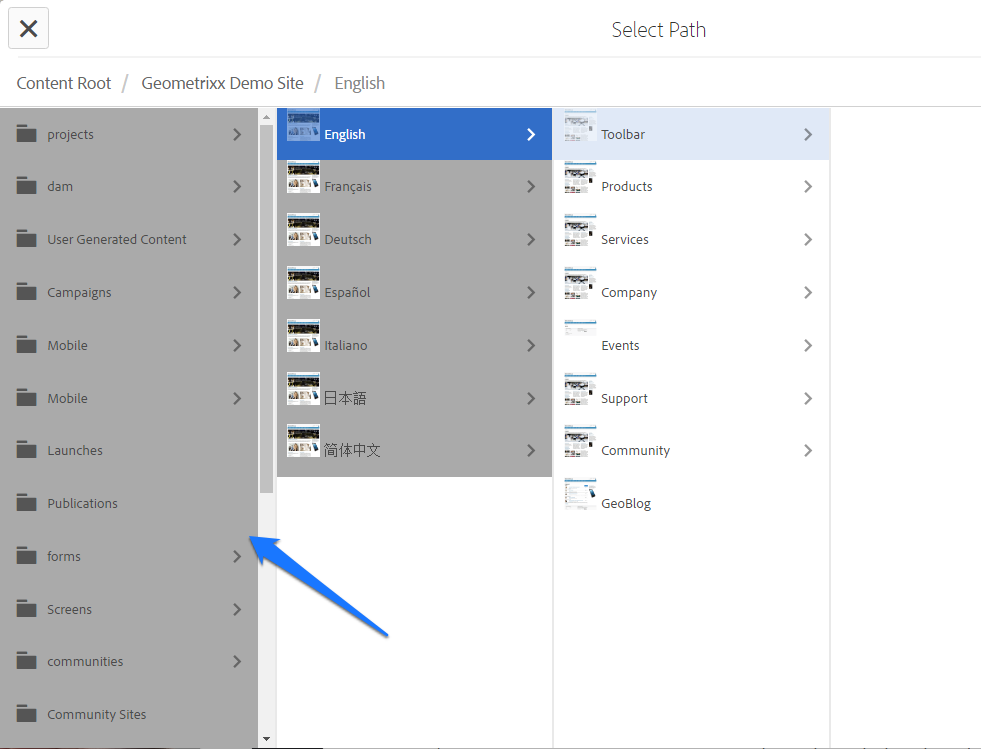 Select Path
Content Root / Geometrixx Demo Site / English
projects
dam
User Generated Content
Campaigns
Mobile
Mobile
Launches
Publications
forms
Screens
communities
Community Sites
English
Français
Deutsch
Español
Italiano
日本語
简体中文
Toolbar
Products
Services
Company
Events
Support
Community
GeoBlog